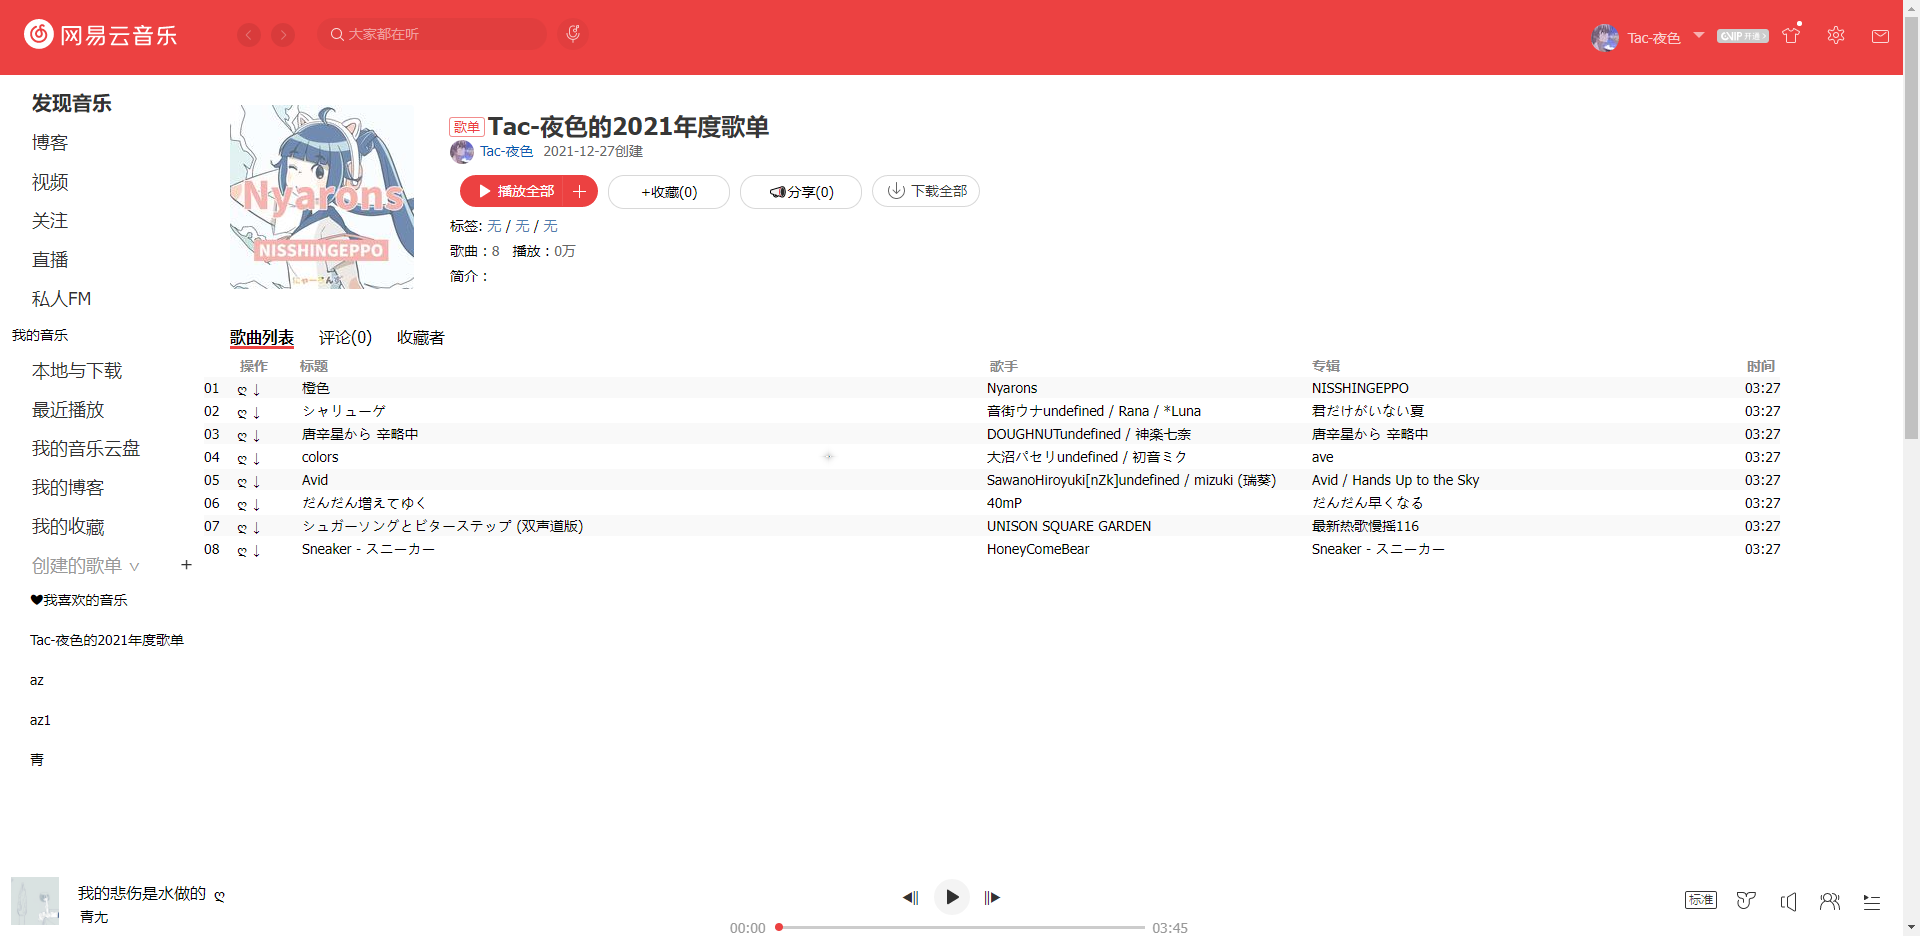 网易云音乐
大家都在听
Tac-夜色
VIP开通
发现音乐
博客
视频
关注
直播
私人FM
我的音乐
本地与下载
最近播放
我的音乐云盘
我的博客
我的收藏
创建的歌单
+
我喜欢的音乐
Tac-夜色的2021年度歌单
az
az1
青
Nyarons
NISSHINGEPPO
にゃーろんず
歌单 Tac-夜色的2021年度歌单
Tac-夜色 2021-12-27创建
播放全部
+收藏(0)
分享(0)
下载全部
标签: 无 / 无 / 无
歌曲：8 播放：0万
简介：
歌曲列表 评论(0) 收藏者
操作 标题 歌手 专辑 时间
01 ღ ↓ 橙色 Nyarons NISSHINGEPPO 03:27
02 ღ ↓ シャリューゲ 音街ウナundefined / Rana / *Luna 君だけがいない夏 03:27
03 ღ ↓ 唐辛星から 辛略中 DOUGHNUTundefined / 神楽七奈 唐辛星から 辛略中 03:27
04 ღ ↓ colors 大沼パセリundefined / 初音ミク ave 03:27
05 ღ ↓ Avid SawanoHiroyuki[nZk]undefined / mizuki (瑞葵) Avid / Hands Up to the Sky 03:27
06 ღ ↓ だんだん増えてゆく 40mP だんだん早くなる 03:27
07 ღ ↓ シュガーソングとビターステップ (双声道版) UNISON SQUARE GARDEN 最新热歌慢摇116 03:27
08 ღ ↓ Sneaker - スニーカー HoneyComeBear Sneaker - スニーカー 03:27
我的悲伤是水做的 ღ
青尢
00:00
03:45
标准